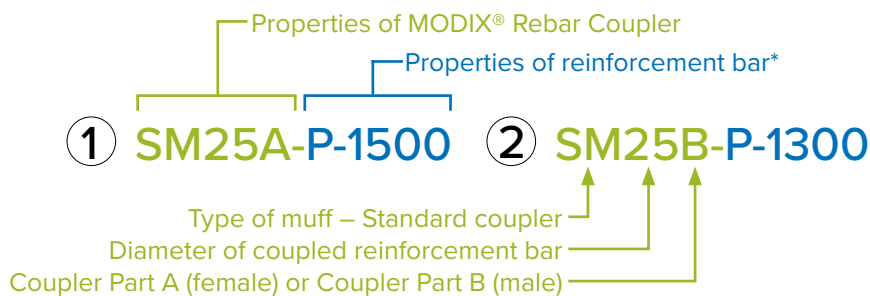 Properties of MODIX® Rebar Coupler
Properties of reinforcement bar*
1 SM25A-P-1500 2 SM25B-P-1300
Type of muff – Standard coupler
Diameter of coupled reinforcement bar
Coupler Part A (female) or Coupler Part B (male)